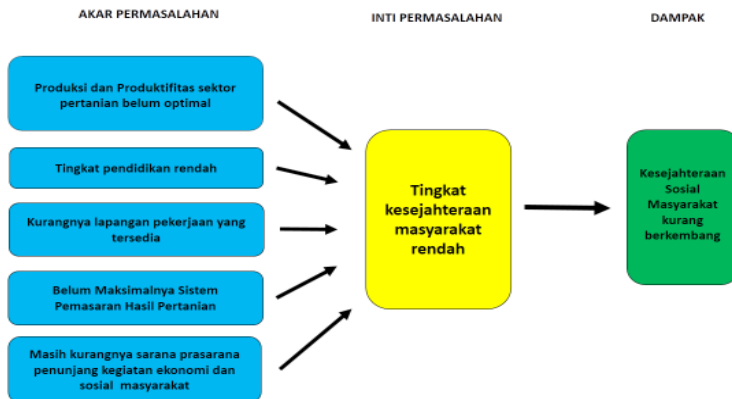 AKAR PERMASALAHAN
INTI PERMASALAHAN
DAMPAK
Produksi dan Produktifitas sektor
pertanian belum optimal
Tingkat pendidikan rendah
Kurangnya lapangan pekerjaan yang
tersedia
Belum Maksimalnya Sistem
Pemasaran Hasil Pertanian
Masih kurangnya sarana prasarana
penunjang kegiatan ekonomi dan
sosial masyarakat
Tingkat
kesejahteraan
masyarakat
rendah
Kesejahteraan
Sosial
Masyarakat
kurang
berkembang